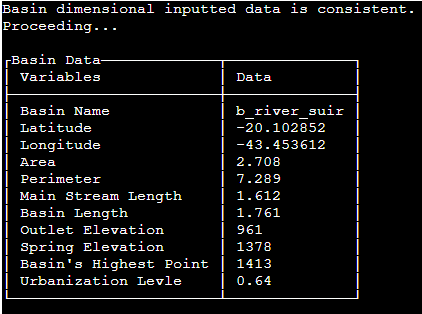 Basin dimensional inputted data is consistent.
Proceeding...
Basin Data
Variables Data
Basin Name b_river_suir
Latitude -20.102852
Longitude -43.453612
Area 2.708
Perimeter 7.289
Main Stream Length 1.612
Basin Length 1.761
Outlet Elevation 961
Spring Elevation 1378
Basin's Highest Point 1413
Urbanization Levle 0.64